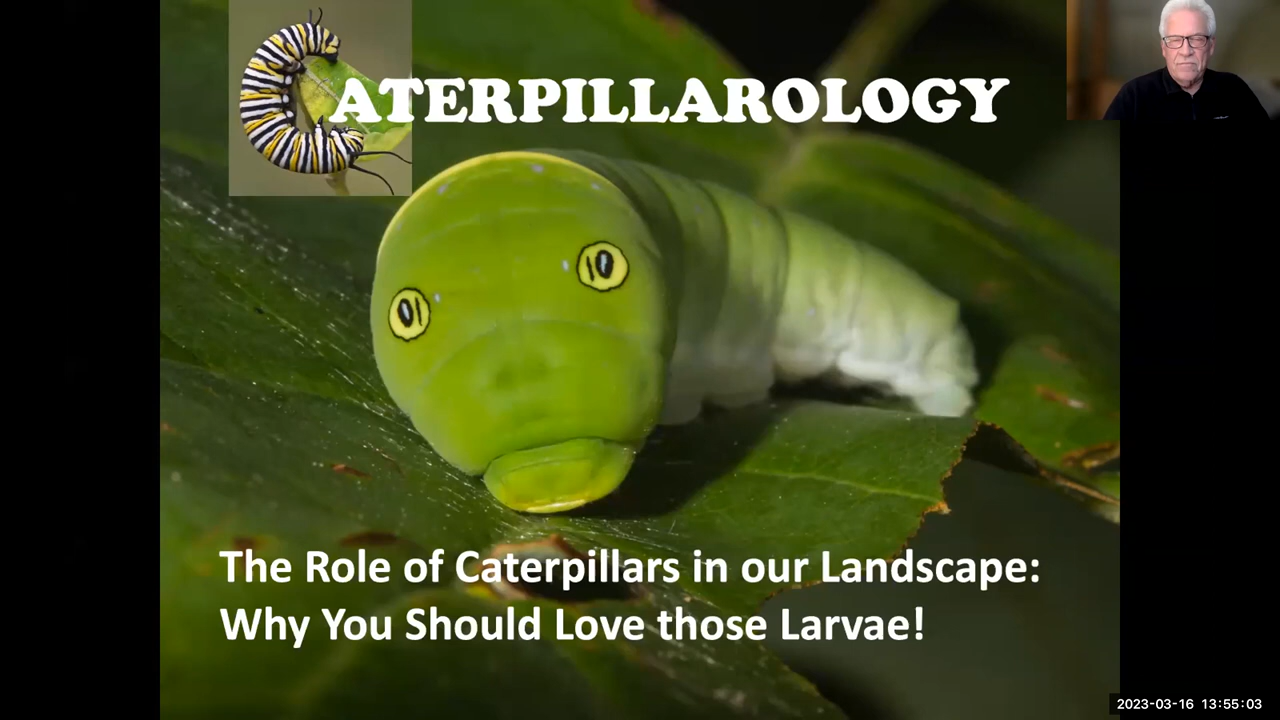 ATERPILLAROLOGY
The Role of Caterpillars in our Landscape:
Why You Should Love those Larvae!
2023-03-16 13:55:03